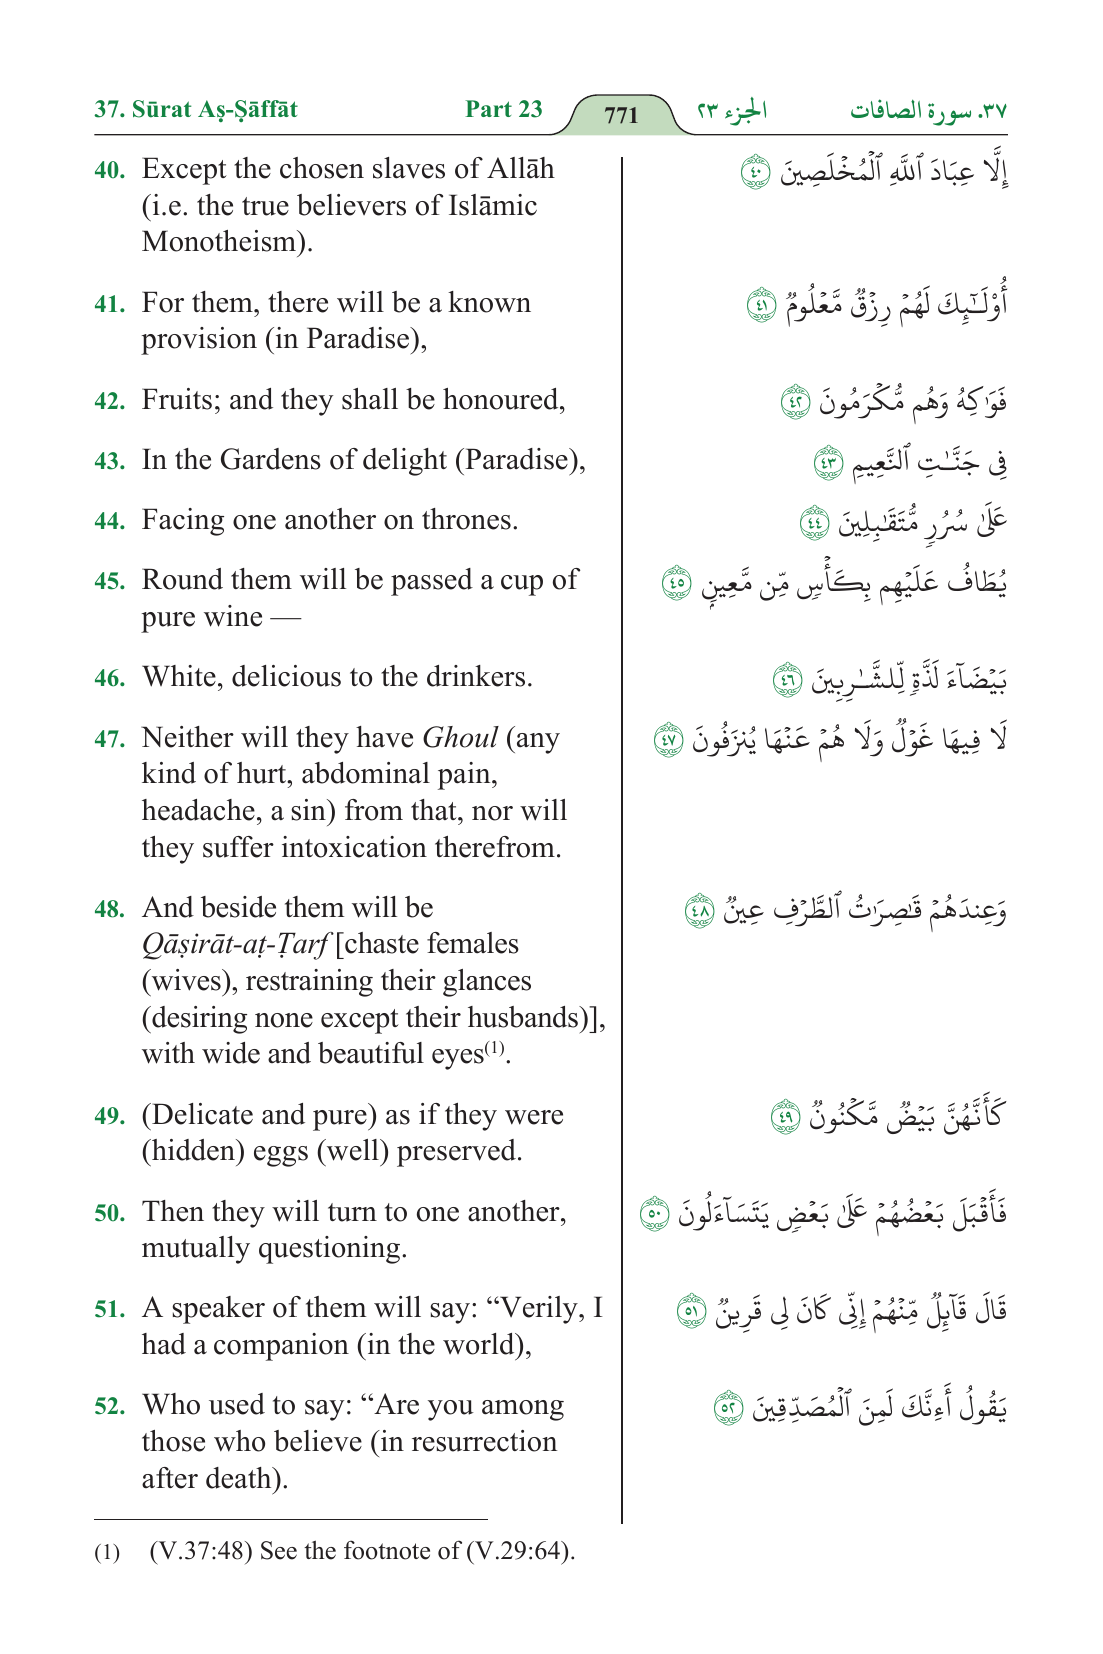 37. Sūrat Aṣ-Ṣāffāt Part 23 771 الجزء ٢٣ ٣٧. سورة الصافات
40. Except the chosen slaves of Allāh
(i.e. the true believers of Islāmic
Monotheism).
41. For them, there will be a known
provision (in Paradise),
42. Fruits; and they shall be honoured,
43. In the Gardens of delight (Paradise),
44. Facing one another on thrones.
45. Round them will be passed a cup of
pure wine —
46. White, delicious to the drinkers.
47. Neither will they have Ghoul (any
kind of hurt, abdominal pain,
headache, a sin) from that, nor will
they suffer intoxication therefrom.
48. And beside them will be
Qāṣirāt-aṭ-Ṭarf [chaste females
(wives), restraining their glances
(desiring none except their husbands)],
with wide and beautiful eyes(1).
49. (Delicate and pure) as if they were
(hidden) eggs (well) preserved.
50. Then they will turn to one another,
mutually questioning.
51. A speaker of them will say: “Verily, I
had a companion (in the world),
52. Who used to say: “Are you among
those who believe (in resurrection
after death).
إِلَّا عِبَادَ ٱللَّهِ ٱلْمُخْلَصِينَ ٤٠
أُو۟لَـٰٓئِكَ لَهُمْ رِزْقٌ مَّعْلُومٌ ٤١
فَوَٰكِهُ وَهُم مُّكْرَمُونَ ٤٢
فِى جَنَّـٰتِ ٱلنَّعِيمِ ٤٣
عَلَىٰ سُرُرٍ مُّتَقَـٰبِلِينَ ٤٤
يُطَافُ عَلَيْهِم بِكَأْسٍ مِّن مَّعِينٍ ٤٥
بَيْضَآءَ لَذَّةٍ لِّلشَّـٰرِبِينَ ٤٦
لَا فِيهَا غَوْلٌ وَلَا هُمْ عَنْهَا يُنزَفُونَ ٤٧
وَعِندَهُمْ قَـٰصِرَٰتُ ٱلطَّرْفِ عِينٌ ٤٨
كَأَنَّهُنَّ بَيْضٌ مَّكْنُونٌ ٤٩
فَأَقْبَلَ بَعْضُهُمْ عَلَىٰ بَعْضٍ يَتَسَآءَلُونَ ٥٠
قَالَ قَآئِلٌ مِّنْهُمْ إِنِّى كَانَ لِى قَرِينٌ ٥١
يَقُولُ أَءِنَّكَ لَمِنَ ٱلْمُصَدِّقِينَ ٥٢
(1) (V.37:48) See the footnote of (V.29:64).